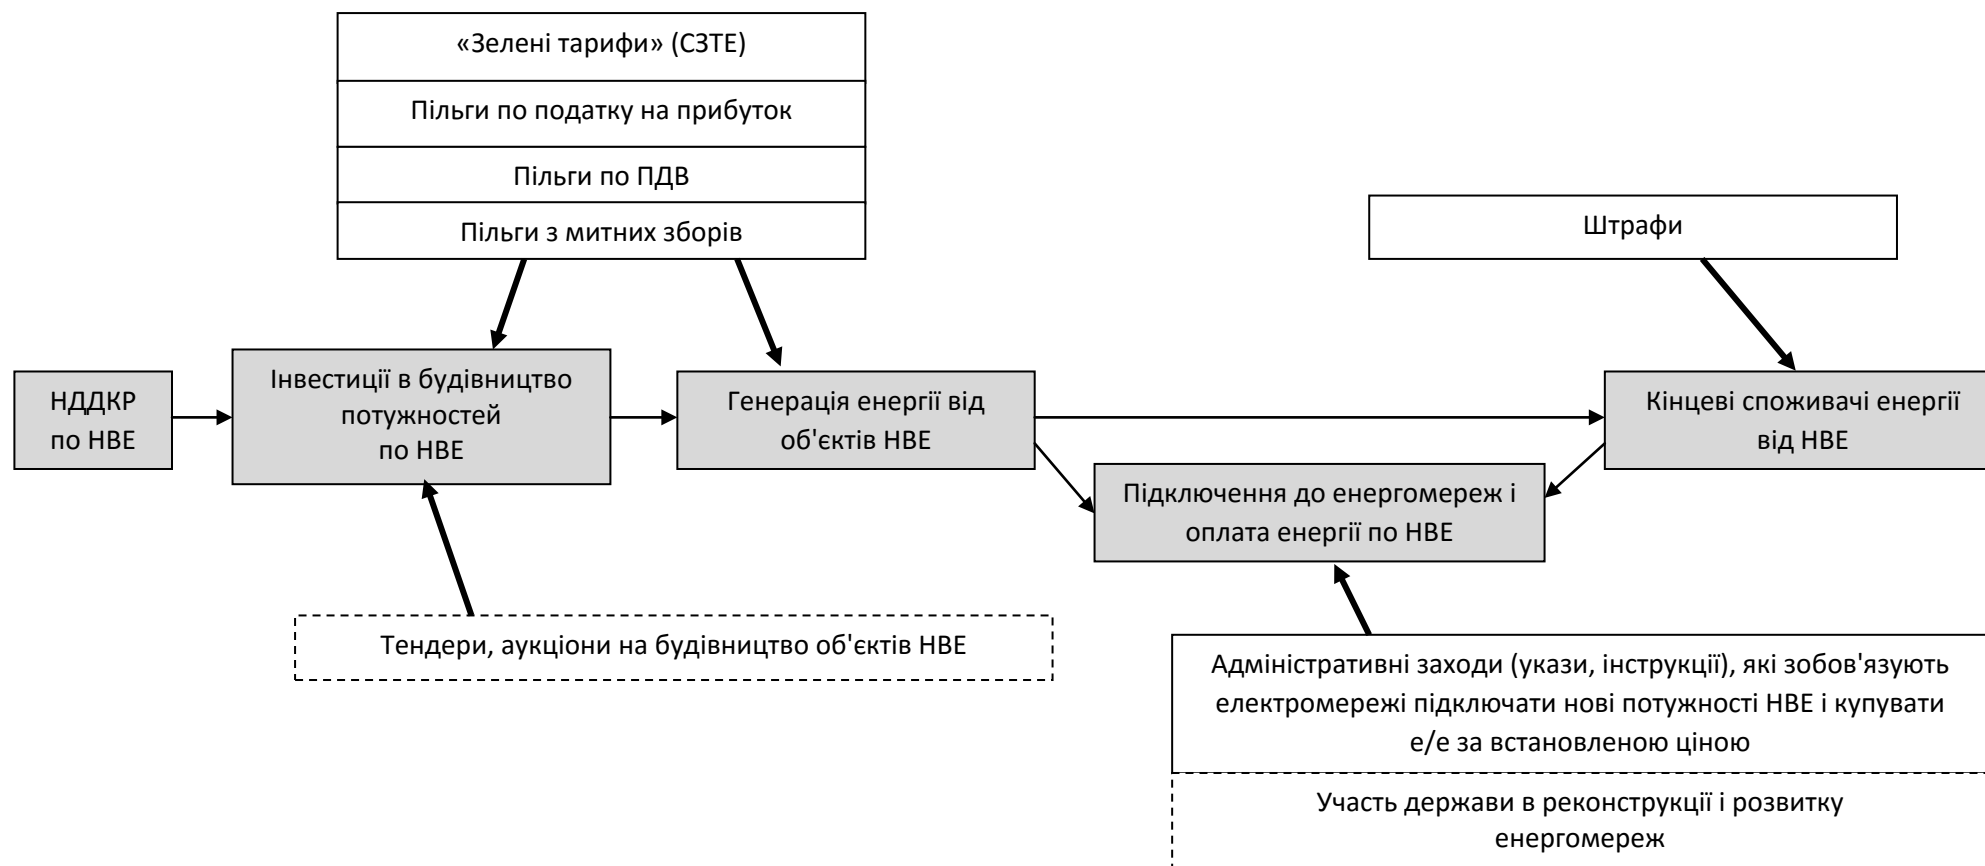 «Зелені тарифи» (СЗТЕ)
Пільги по податку на прибуток
Пільги по ПДВ
Пільги з митних зборів
Штрафи
НДДКР
по НВЕ
Інвестиції в будівництво
потужностей
по НВЕ
Генерація енергії від
об'єктів НВЕ
Кінцеві споживачі енергії
від НВЕ
Підключення до енергомереж і
оплата енергії по НВЕ
Тендери, аукціони на будівництво об'єктів НВЕ
Адміністративні заходи (укази, інструкції), які зобов'язують
електромережі підключати нові потужності НВЕ і купувати
е/е за встановленою ціною
Участь держави в реконструкції і розвитку
енергомереж